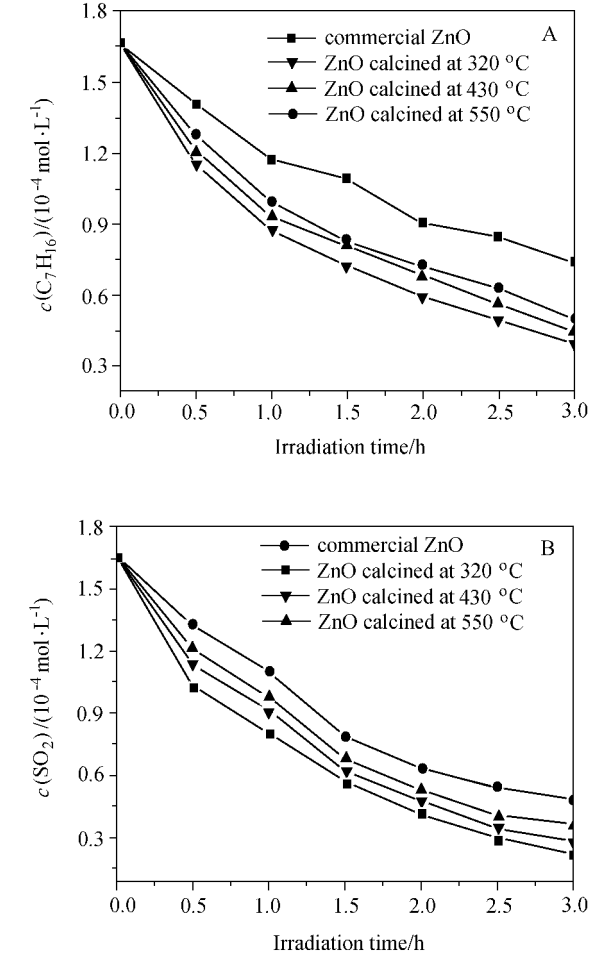 1.8
A
commercial ZnO
ZnO calcined at 320 °C
ZnO calcined at 430 °C
ZnO calcined at 550 °C
1.5
1.2
0.9
0.6
0.3
c(C₇H₁₆)/(10⁻⁴ mol·L⁻¹)
0.0 0.5 1.0 1.5 2.0 2.5 3.0
Irradiation time/h
1.8
B
commercial ZnO
ZnO calcined at 320 °C
ZnO calcined at 430 °C
ZnO calcined at 550 °C
1.5
1.2
0.9
0.6
0.3
c(SO₂)/(10⁻⁴ mol·L⁻¹)
0.0 0.5 1.0 1.5 2.0 2.5 3.0
Irradiation time/h